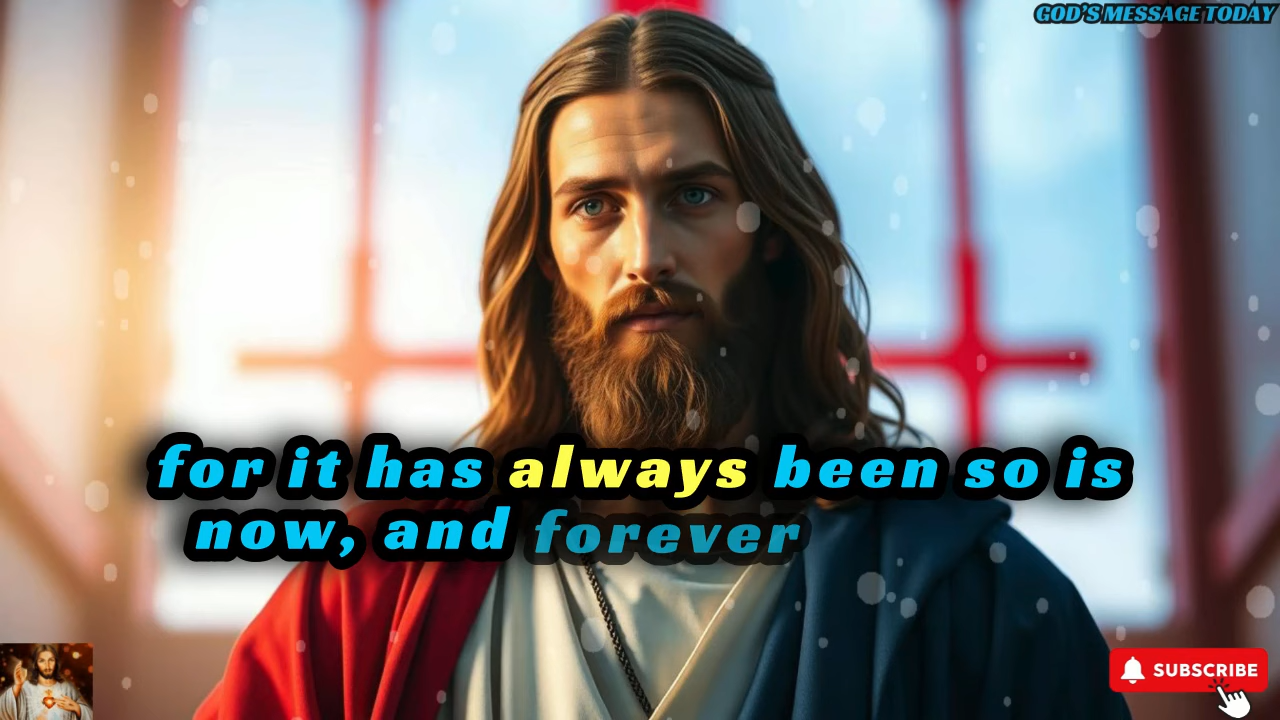 GOD'S MESSAGE TODAY
for it has always been so is
now, and forever
SUBSCRIBE